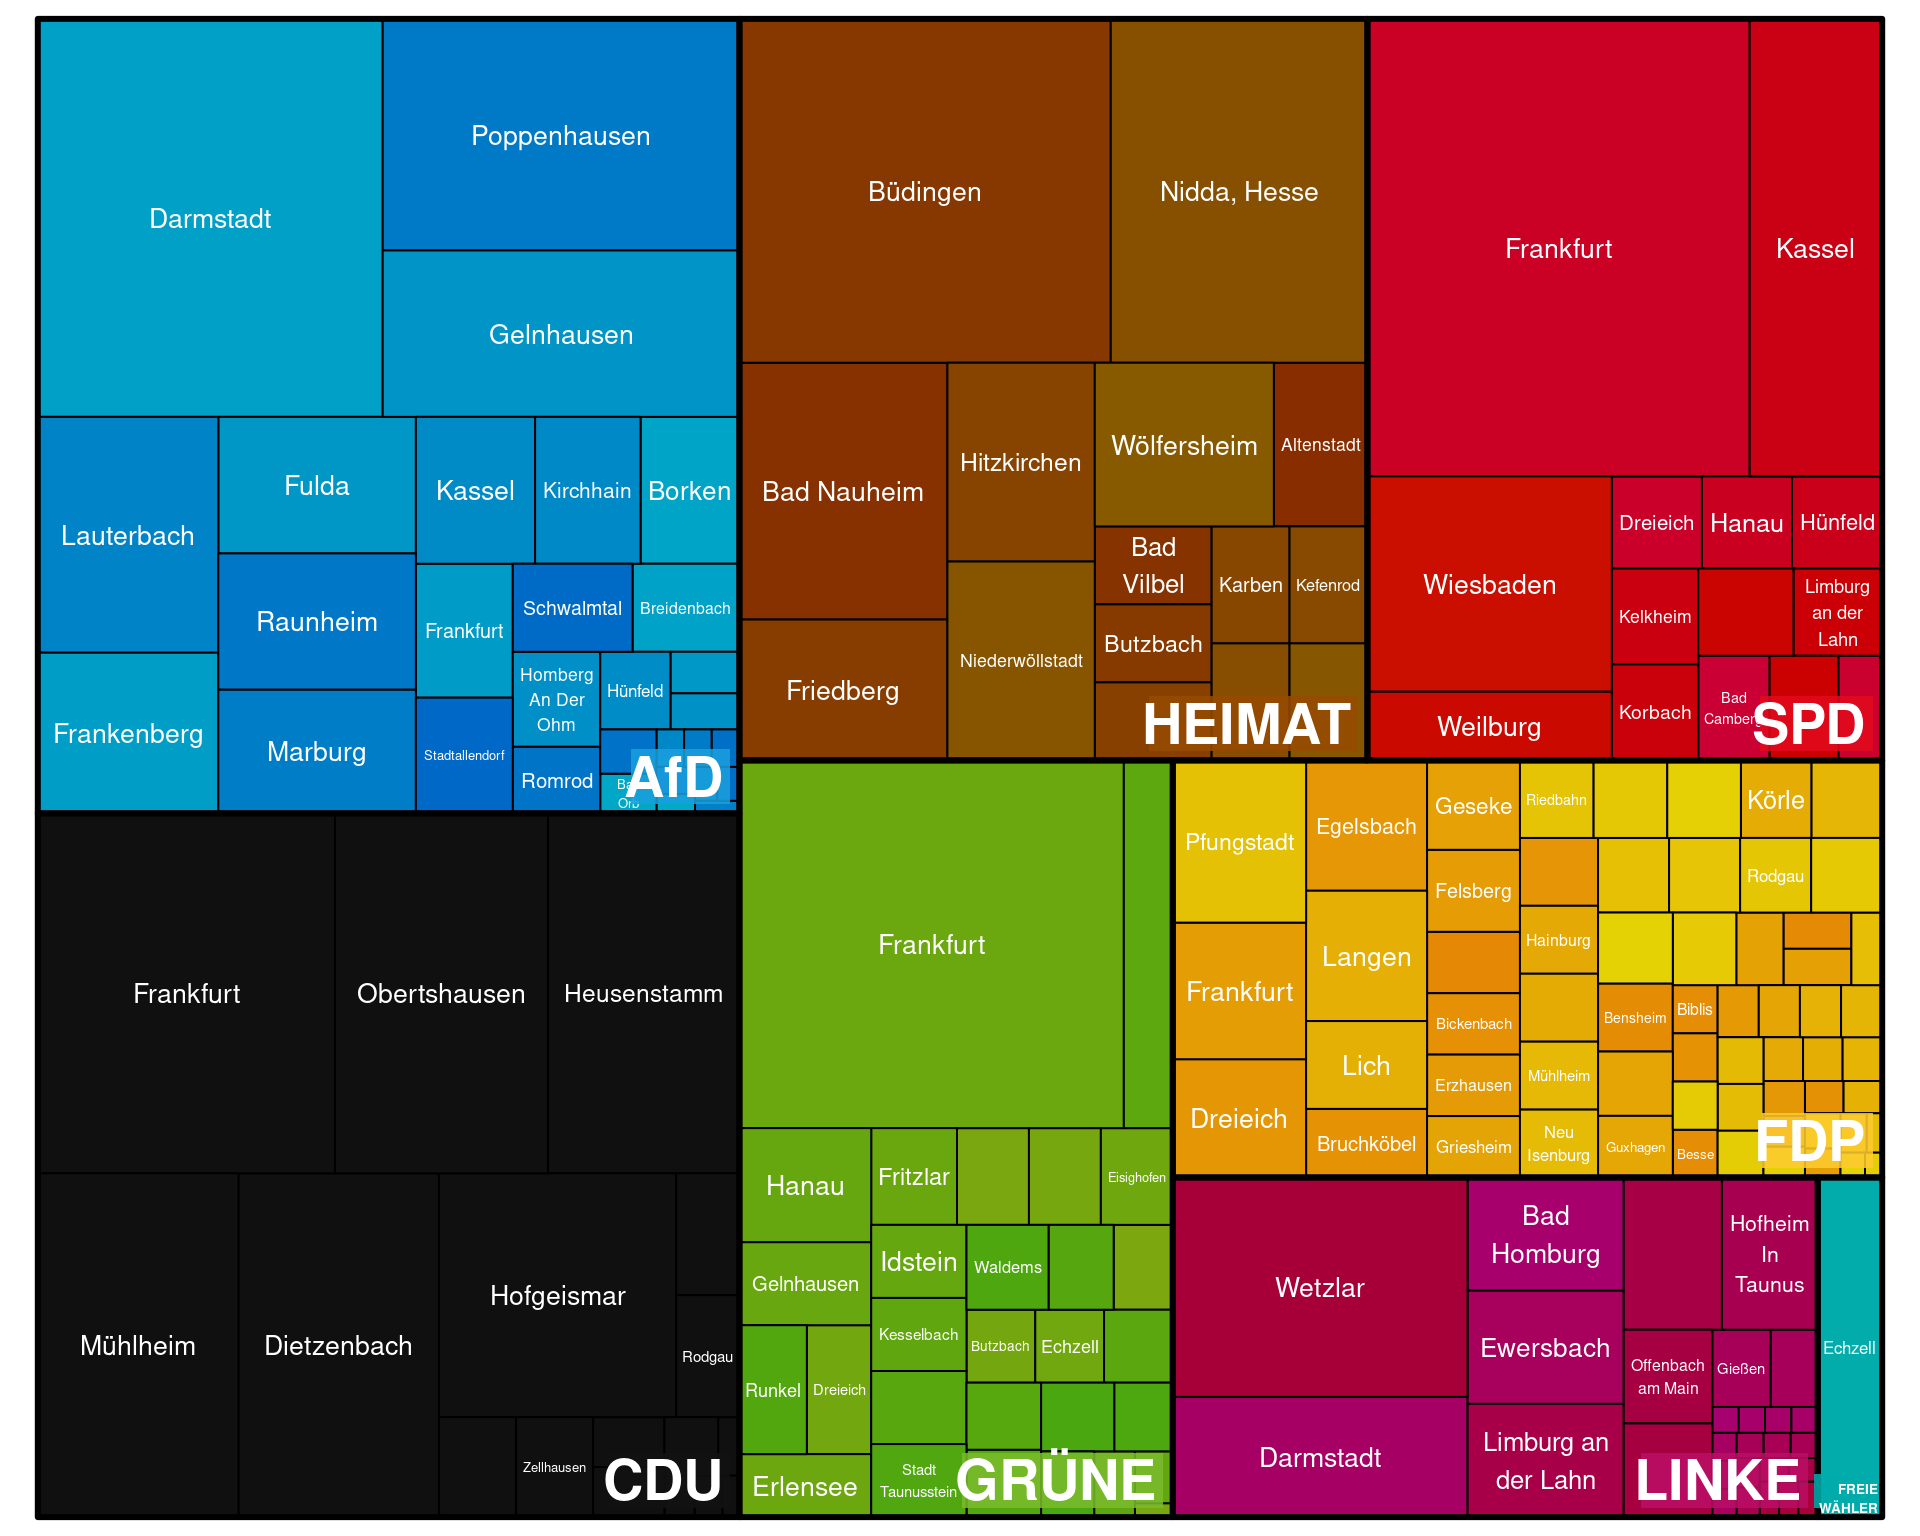 Darmstadt
Poppenhausen
Gelnhausen
Lauterbach
Fulda
Kassel
Kirchhain
Borken
Raunheim
Frankfurt
Schwalmtal
Breidenbach
Frankenberg
Marburg
Stadtallendorf
Homberg
An Der
Ohm
Hünfeld
Romrod
Orb
AfD
Büdingen
Nidda, Hesse
Bad Nauheim
Hitzkirchen
Wölfersheim
Altenstadt
Friedberg
Niederwöllstadt
Bad
Vilbel
Butzbach
Karben
Kefenrod
HEIMAT
Frankfurt
Kassel
Wiesbaden
Weilburg
Dreieich
Hanau
Hünfeld
Kelkheim
Limburg
an der
Lahn
Korbach
Bad
Camberg
SPD
Frankfurt
Obertshausen
Heusenstamm
Mühlheim
Dietzenbach
Hofgeismar
Rodgau
Zellhausen
CDU
Frankfurt
Hanau
Fritzlar
Eisighofen
Gelnhausen
Idstein
Waldems
Kesselbach
Butzbach
Echzell
Runkel
Dreieich
Erlensee
Stadt
Taunusstein
GRÜNE
Pfungstadt
Egelsbach
Geseke
Riedbahn
Körle
Felsberg
Rodgau
Frankfurt
Langen
Hainburg
Bickenbach
Bensheim
Biblis
Dreieich
Lich
Erzhausen
Mühlheim
Bruchköbel
Griesheim
Neu
Isenburg
Guxhagen
Besse
FDP
Wetzlar
Bad
Homburg
Hofheim
In
Taunus
Ewersbach
Offenbach
am Main
Gießen
Darmstadt
Limburg an
der Lahn
LINKE
Echzell
FREIE
WÄHLER